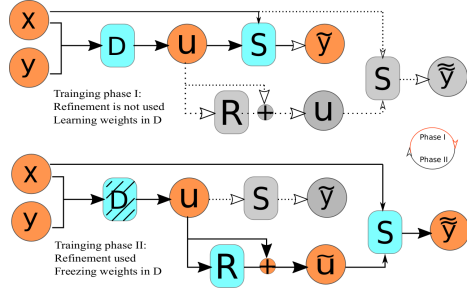 x
y
D
u
S
ỹ
R
+
u
S
ỹ̃
Trainging phase I:
Refinement is not used
Learning weights in D
Phase I
Phase II
x
y
D
u
S
ỹ
R
+
ũ
S
ỹ̃
Trainging phase II:
Refinement used
Freezing weights in D